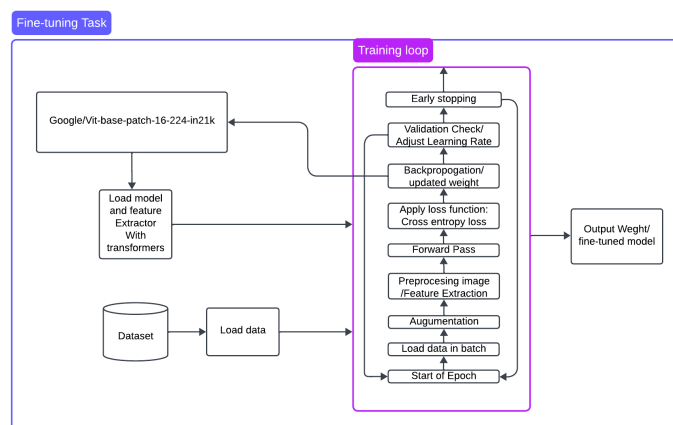 Fine-tuning Task
Training loop
Early stopping
Google/Vit-base-patch-16-224-in21k
Validation Check/
Adjust Learning Rate
Backpropogation/
updated weight
Load model
and feature
Extractor
With
transformers
Apply loss function:
Cross entropy loss
Output Weght/
fine-tuned model
Forward Pass
Preprocesing image
/Feature Extraction
Dataset
Load data
Augumentation
Load data in batch
Start of Epoch